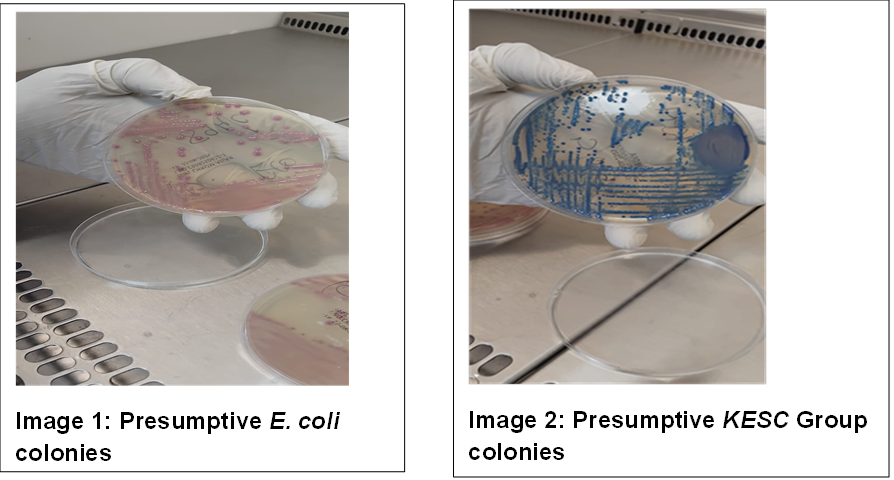 Image 1: Presumptive E. coli
colonies
Image 2: Presumptive KESC Group
colonies